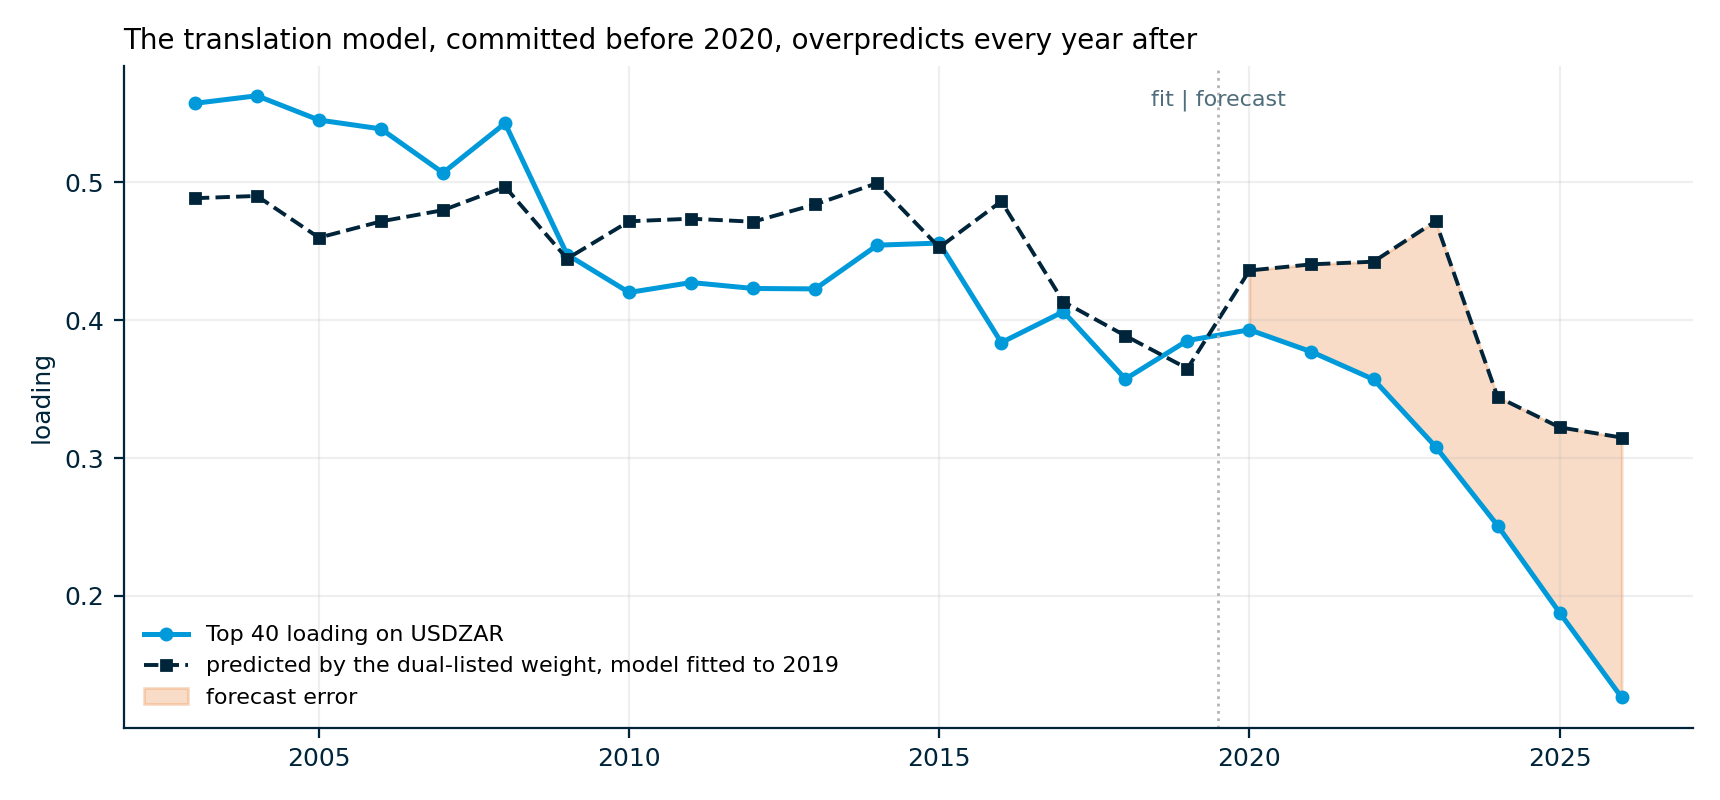 The translation model, committed before 2020, overpredicts every year after
fit | forecast
loading
0.5
0.4
0.3
0.2
Top 40 loading on USDZAR
predicted by the dual-listed weight, model fitted to 2019
forecast error
2005
2010
2015
2020
2025